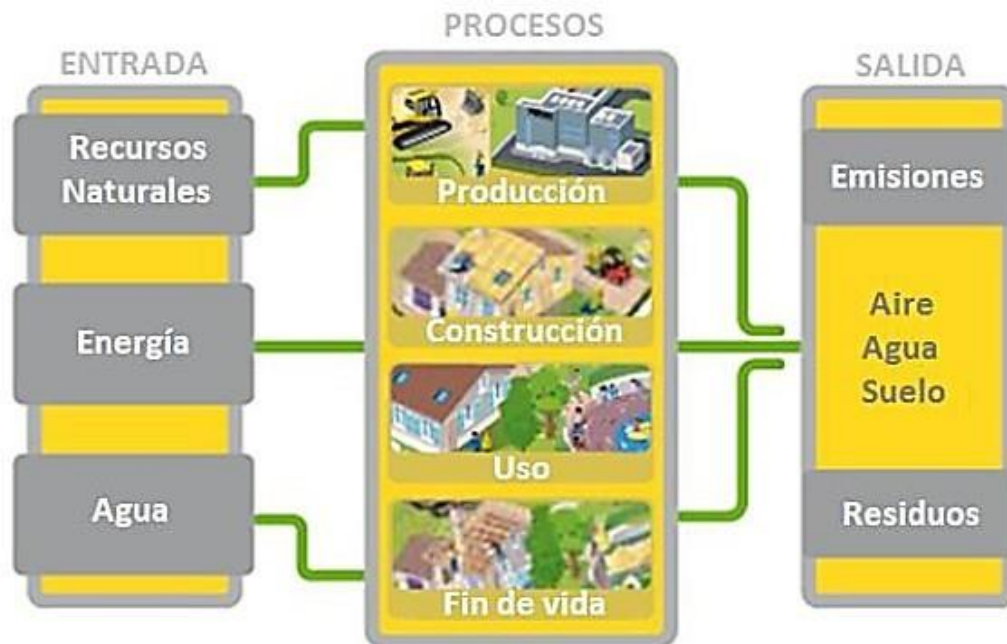 ENTRADA
Recursos
Naturales
Energía
Agua
PROCESOS
Producción
Construcción
Uso
Fin de vida
SALIDA
Emisiones
Aire
Agua
Suelo
Residuos